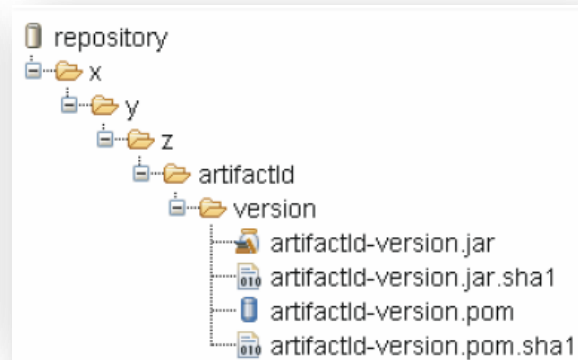 repository
x
y
z
artifactId
version
artifactId-version.jar
artifactId-version.jar.sha1
artifactId-version.pom
artifactId-version.pom.sha1